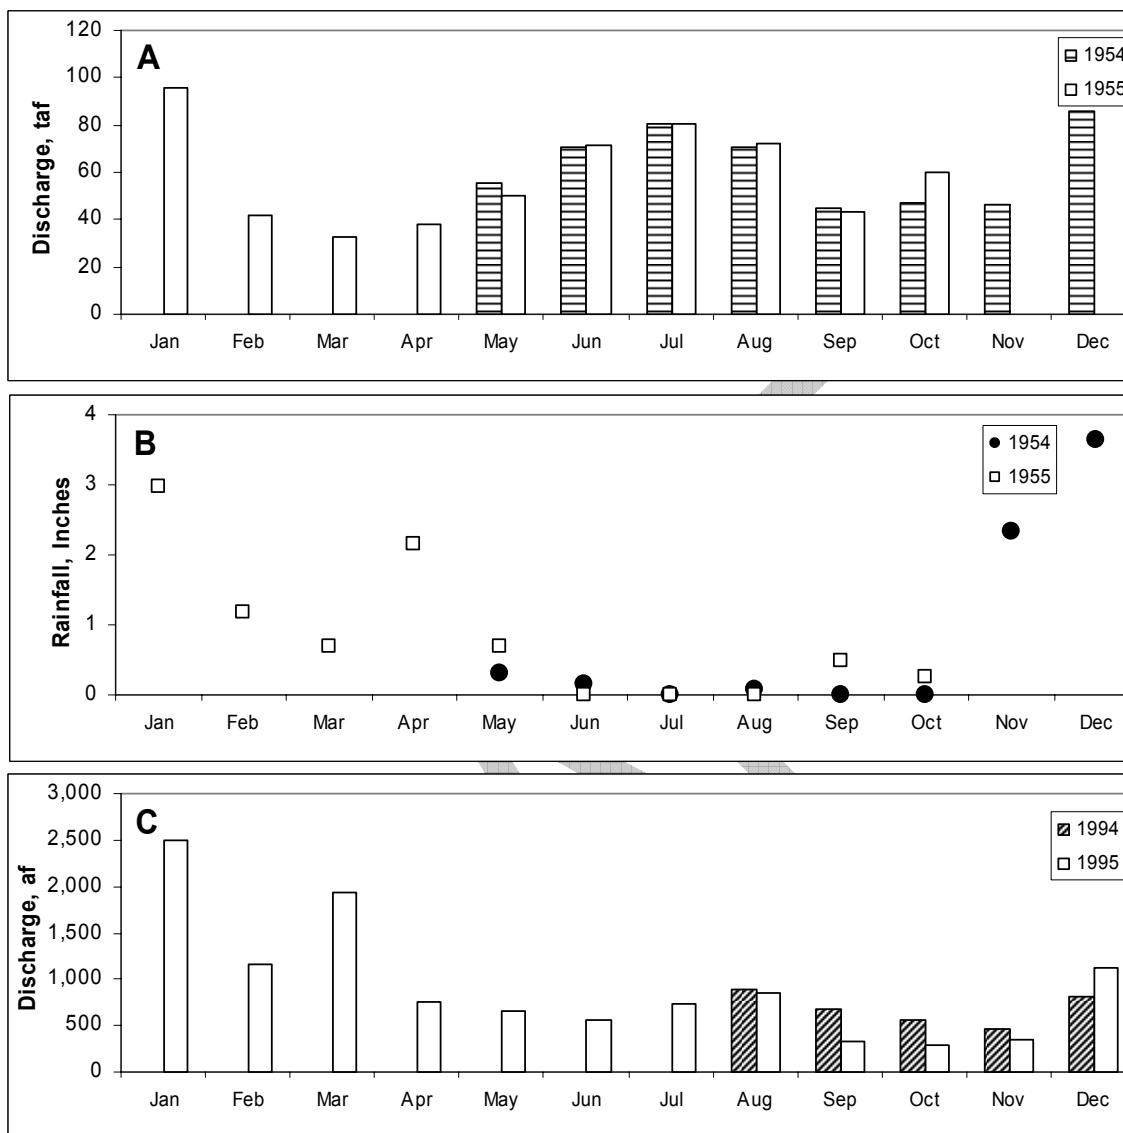 A
Discharge, taf
120
100
80
60
40
20
0
Jan Feb Mar Apr May Jun Jul Aug Sep Oct Nov Dec
1954
1955
B
Rainfall, Inches
4
3
2
1
0
Jan Feb Mar Apr May Jun Jul Aug Sep Oct Nov Dec
1954
1955
C
Discharge, af
3,000
2,500
2,000
1,500
1,000
500
0
Jan Feb Mar Apr May Jun Jul Aug Sep Oct Nov Dec
1994
1995